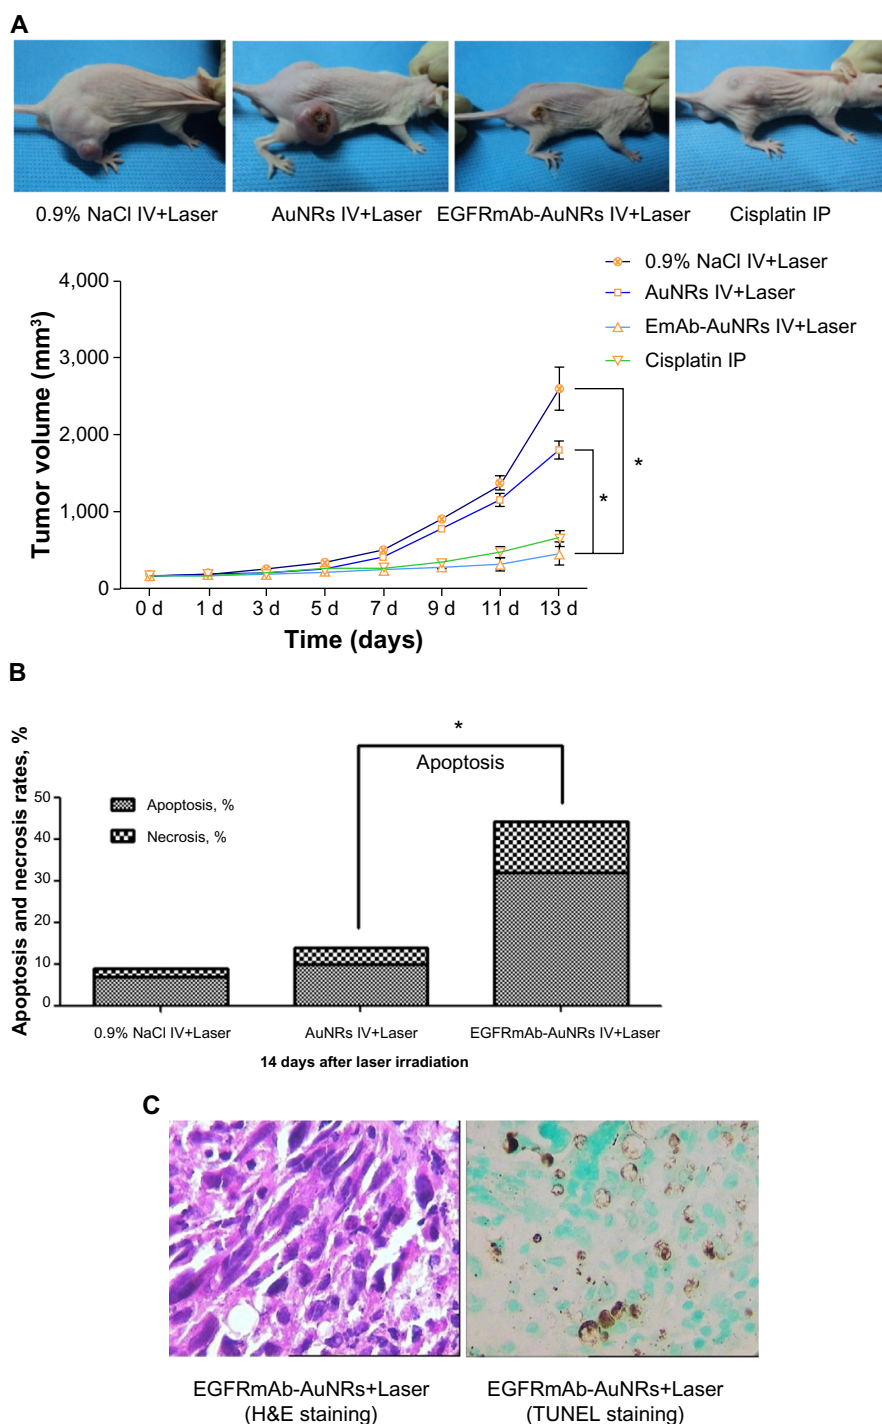 A
0.9% NaCl IV+Laser
AuNRs IV+Laser
EGFRmAb-AuNRs IV+Laser
Cisplatin IP
0.9% NaCl IV+Laser
AuNRs IV+Laser
EmAb-AuNRs IV+Laser
Cisplatin IP
Tumor volume (mm³)
4,000
3,000
2,000
1,000
0
*
*
0 d
1 d
3 d
5 d
7 d
9 d
11 d
13 d
Time (days)
B
Apoptosis and necrosis rates, %
*
Apoptosis
50
40
30
20
10
0
Apoptosis, %
Necrosis, %
0.9% NaCl IV+Laser
AuNRs IV+Laser
EGFRmAb-AuNRs IV+Laser
14 days after laser irradiation
C
EGFRmAb-AuNRs+Laser
(H&E staining)
EGFRmAb-AuNRs+Laser
(TUNEL staining)